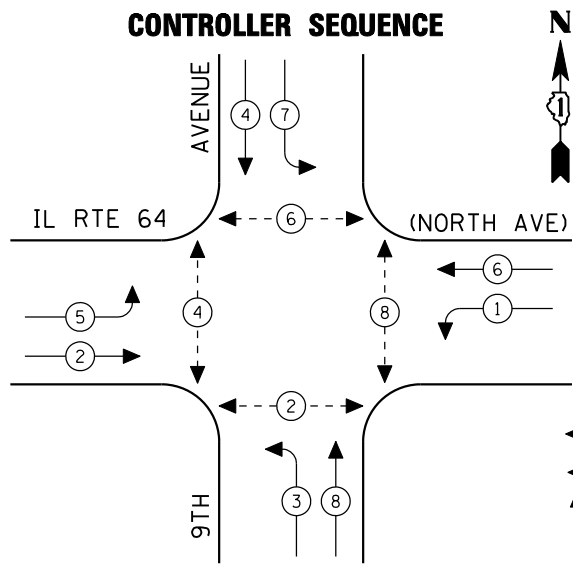 CONTROLLER SEQUENCE
N
AVENUE
4
7
1
IL RTE 64
6
(NORTH AVE)
6
5
4
8
1
2
2
9TH
3
8